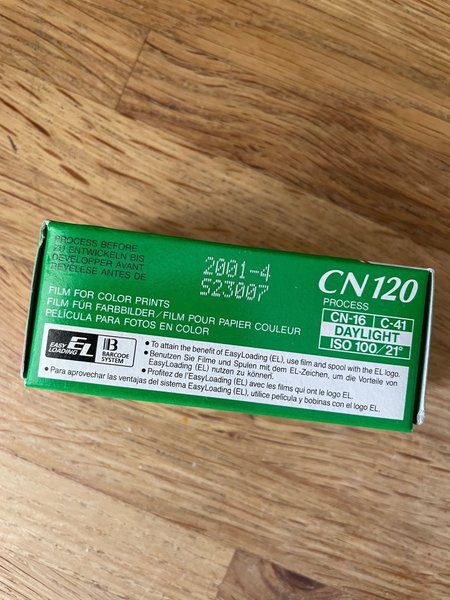 PROCESS BEFORE
ZU ENTWICKELN BIS
DEVELOPPER AVANT
REVELESE ANTES DE
2001-4
S23007
CN 120
FILM FOR COLOR PRINTS
FILM FÜR FARBBILDER/FILM POUR PAPIER COULEUR
PELÍCULA PARA FOTOS EN COLOR
PROCESS
CN-16 C-41
DAYLIGHT
ISO 100/21°
EASY LOADING EL
B BARCODE SYSTEM
• To attain the benefit of EasyLoading (EL), use film and spool with the EL logo.
• Benutzen Sie Filme und Spulen mit dem EL-Zeichen, um die Vorteile von
EasyLoading (EL) nutzen zu können.
• Profitez de l'EasyLoading (EL) avec les films qui ont le logo EL.
• Para aprovechar las ventajas del sistema EasyLoading (EL), utilice película y bobinas con el logo EL.